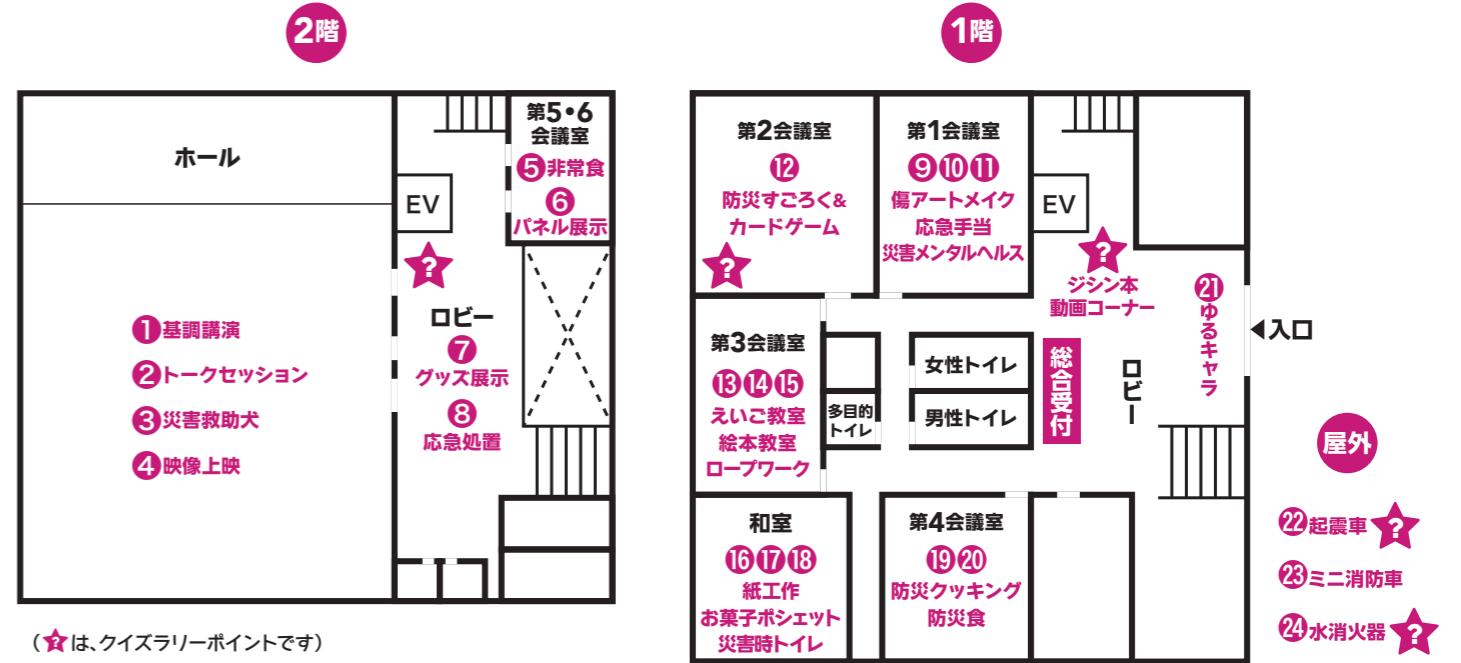 2階
ホール
EV
?
第5・6
会議室
⑤非常食
⑥
パネル展示
①基調講演
②トークセッション
③災害救助犬
④映像上映
ロビー
⑦
グッズ展示
⑧
応急処置
(?は、クイズラリーポイントです)
1階
第2会議室
⑫
防災すごろく&
カードゲーム
?
第1会議室
⑨⑩⑪
傷アートメイク
応急手当
災害メンタルヘルス
EV
?
ジシン本
動画コーナー
㉑ゆるキャラ
入口
第3会議室
⑬⑭⑮
えいご教室
絵本教室
ロープワーク
多目的
トイレ
女性トイレ
男性トイレ
総合受付
ロビー
和室
⑯⑰⑱
紙工作
お菓子ポシェット
災害時トイレ
第4会議室
⑲⑳
防災クッキング
防災食
屋外
㉒起震車?
㉓ミニ消防車
㉔水消火器?